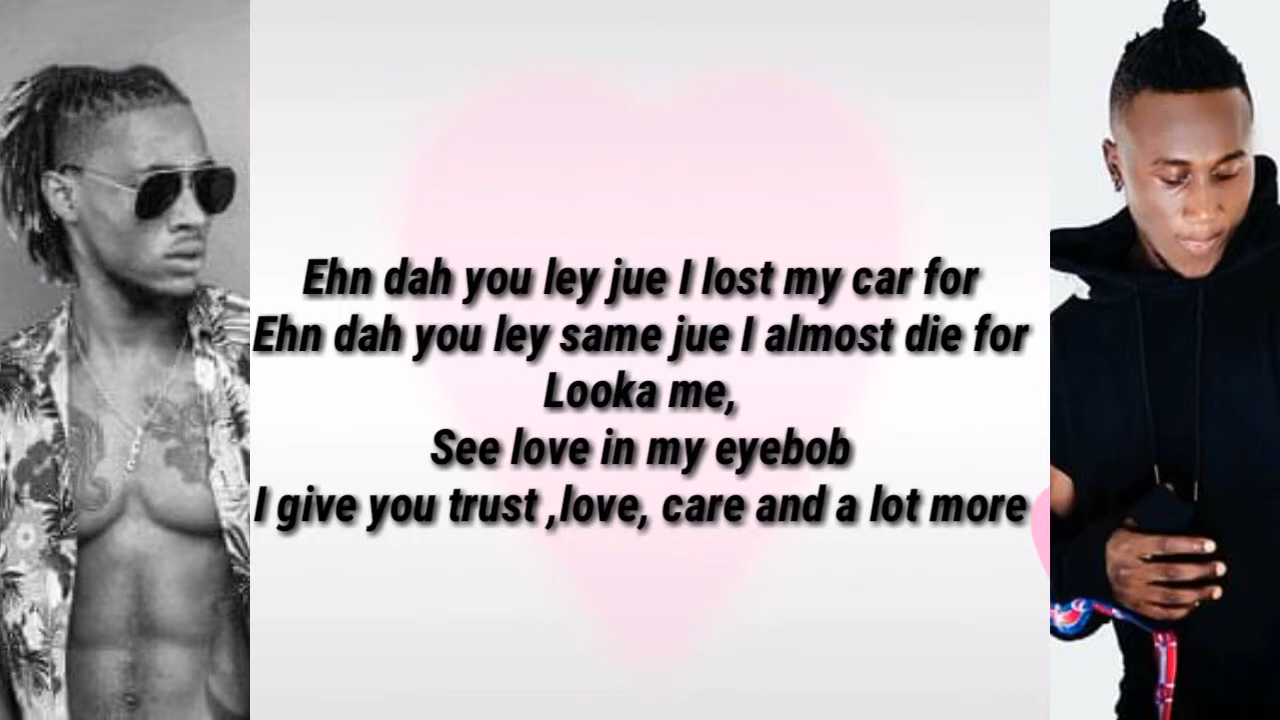 Ehn dah you ley jue I lost my car for
Ehn dah you ley same jue I almost die for
Looka me,
See love in my eyebob
I give you trust ,love, care and a lot more